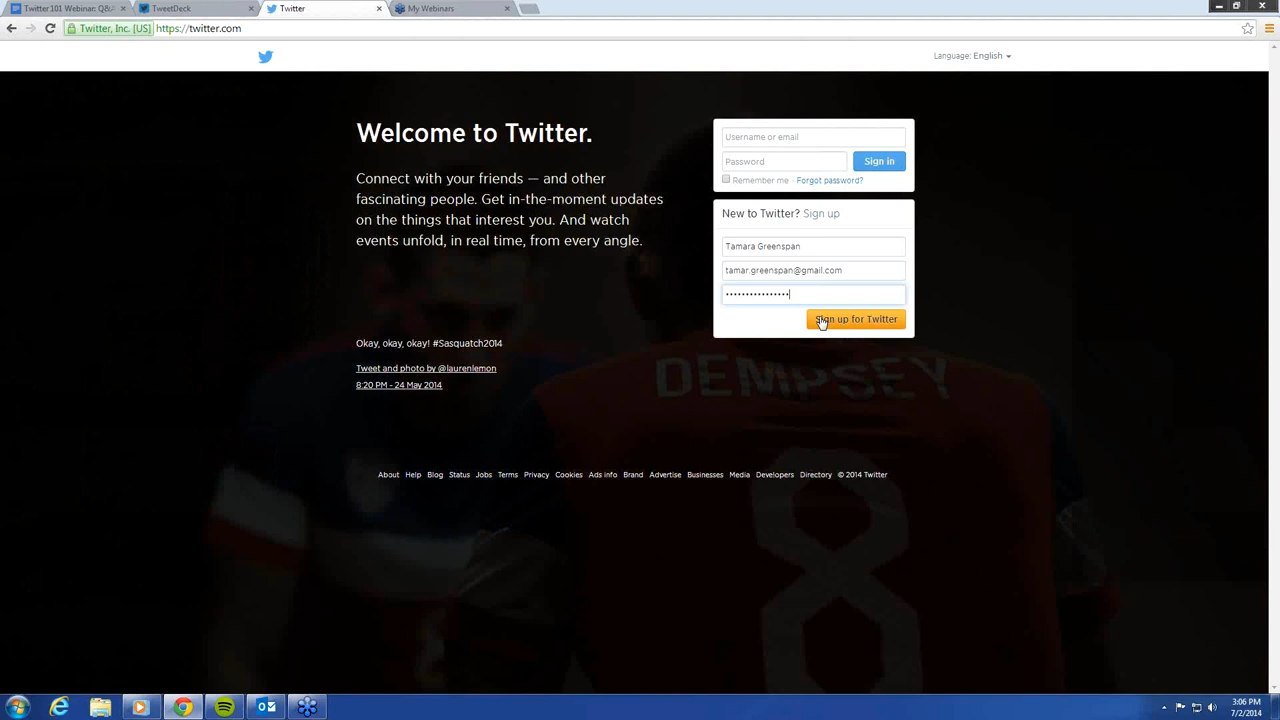 Twitter101 Webinar: Q&A
TweetDeck
Twitter
My Webinars
Twitter, Inc. [US]
https://twitter.com
Language: English
Welcome to Twitter.
Connect with your friends — and other
fascinating people. Get in-the-moment updates
on the things that interest you. And watch
events unfold, in real time, from every angle.
Username or email
Password
Sign in
Remember me · Forgot password?
New to Twitter? Sign up
Tamara Greenspan
tamar.greenspan@gmail.com
••••••••••••••••
Sign up for Twitter
Okay, okay, okay! #Sasquatch2014
Tweet and photo by @laurenlemon
8:20 PM - 24 May 2014
DEMPSEY
8
About Help Blog Status Jobs Terms Privacy Cookies Ads info Brand Advertise Businesses Media Developers Directory © 2014 Twitter
3:06 PM
7/2/2014